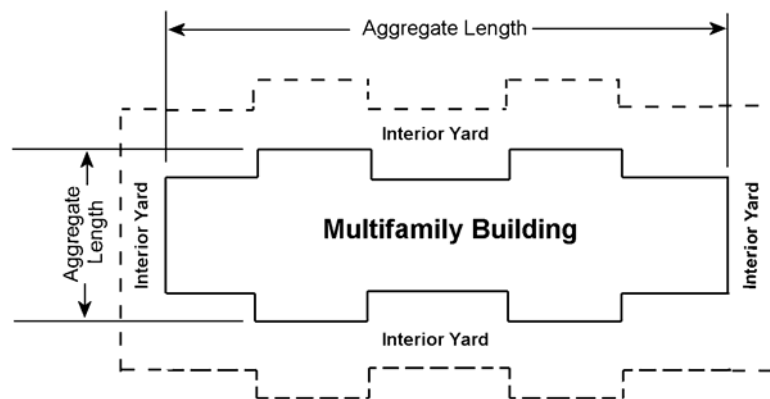 Aggregate Length
Interior Yard
Aggregate
Length
Interior Yard
Multifamily Building
Interior Yard
Interior Yard